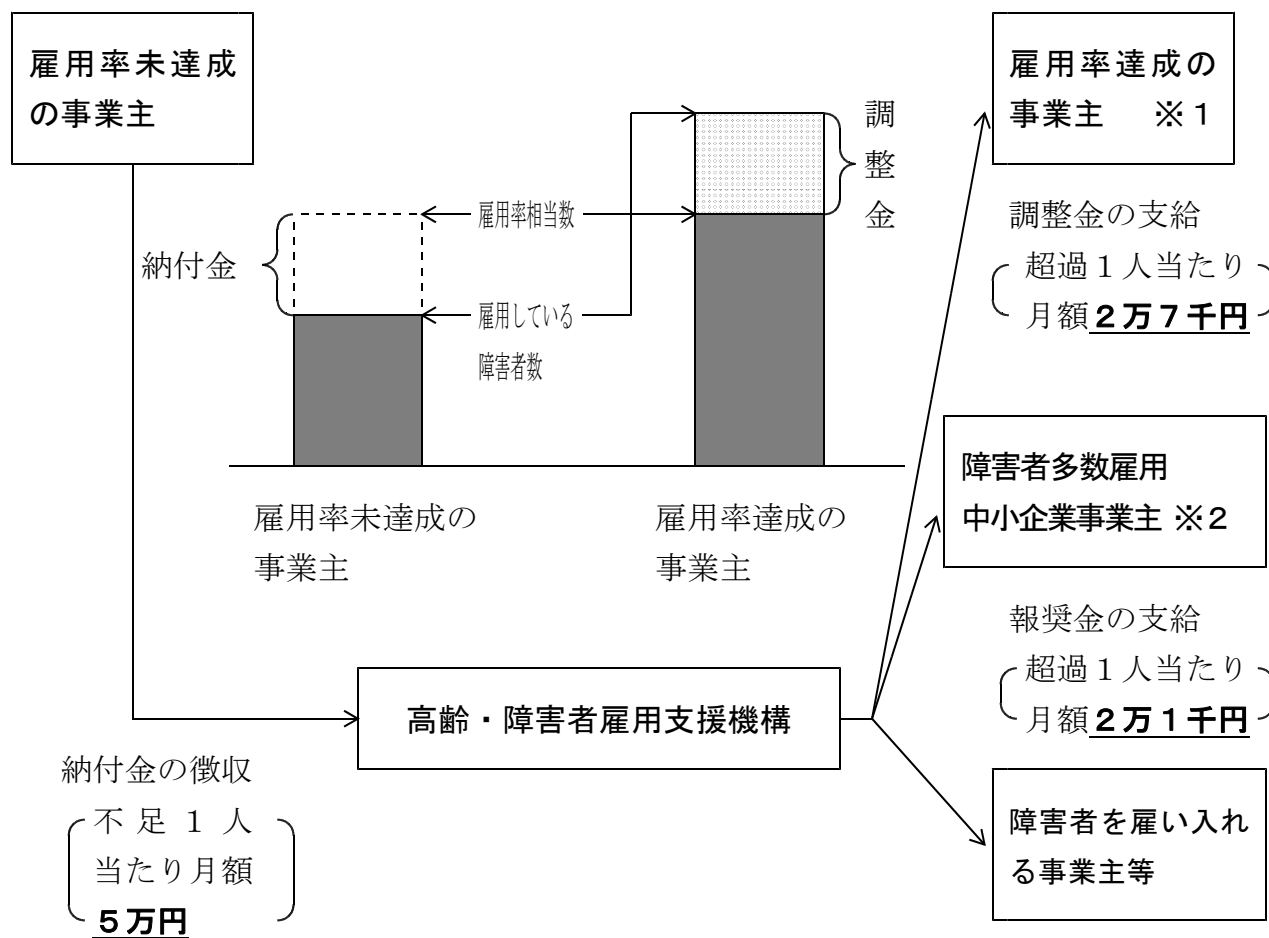 雇用率未達成
の事業主
納付金
雇用率相当数
雇用している
障害者数
調
整
金
雇用率未達成の
事業主
雇用率達成の
事業主
雇用率達成の
事業主 ※1
調整金の支給
超過1人当たり
月額2万7千円
障害者多数雇用
中小企業事業主 ※2
報奨金の支給
超過1人当たり
月額2万1千円
高齢・障害者雇用支援機構
障害者を雇い入れ
る事業主等
納付金の徴収
不足1人
当たり月額
5万円